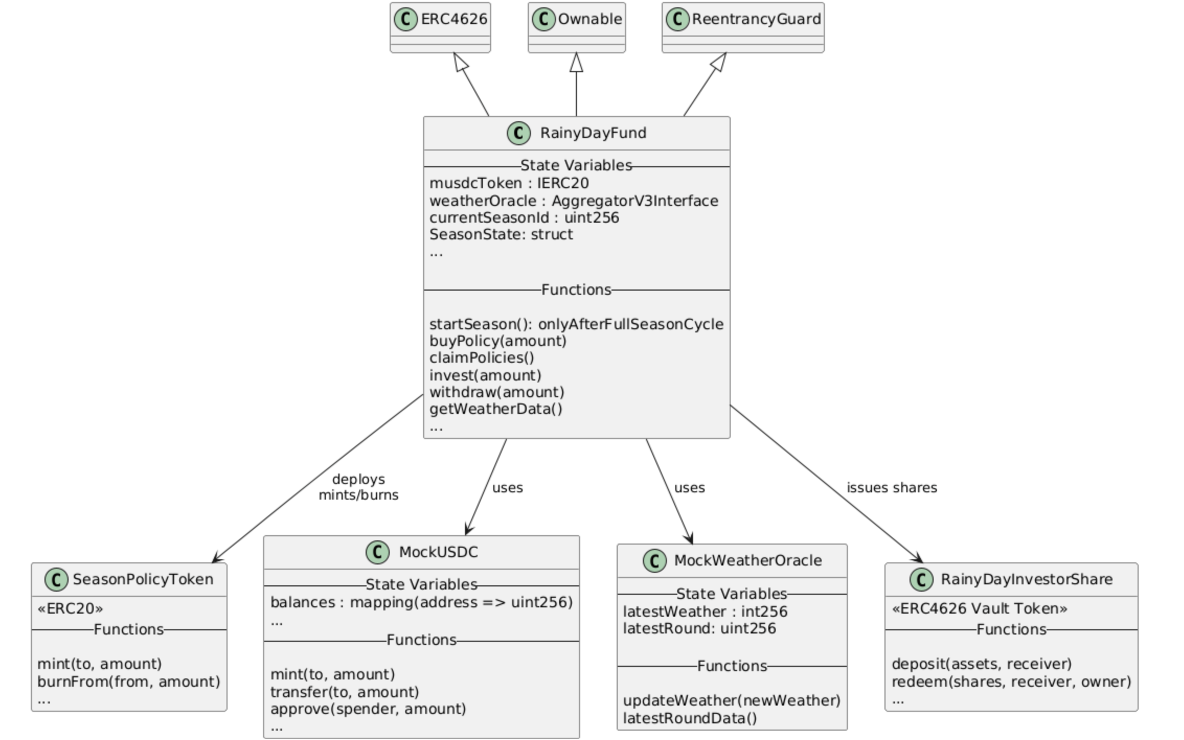 C ERC4626
C Ownable
C ReentrancyGuard
C RainyDayFund
State Variables
musdcToken : IERC20
weatherOracle : AggregatorV3Interface
currentSeasonId : uint256
SeasonState: struct
...
Functions
startSeason(): onlyAfterFullSeasonCycle
buyPolicy(amount)
claimPolicies()
invest(amount)
withdraw(amount)
getWeatherData()
...
deploys
mints/burns
uses
uses
issues shares
C SeasonPolicyToken
«ERC20»
Functions
mint(to, amount)
burnFrom(from, amount)
...
C MockUSDC
State Variables
balances : mapping(address => uint256)
...
Functions
mint(to, amount)
transfer(to, amount)
approve(spender, amount)
...
C MockWeatherOracle
State Variables
latestWeather : int256
latestRound: uint256
Functions
updateWeather(newWeather)
latestRoundData()
C RainyDayInvestorShare
«ERC4626 Vault Token»
Functions
deposit(assets, receiver)
redeem(shares, receiver, owner)
...